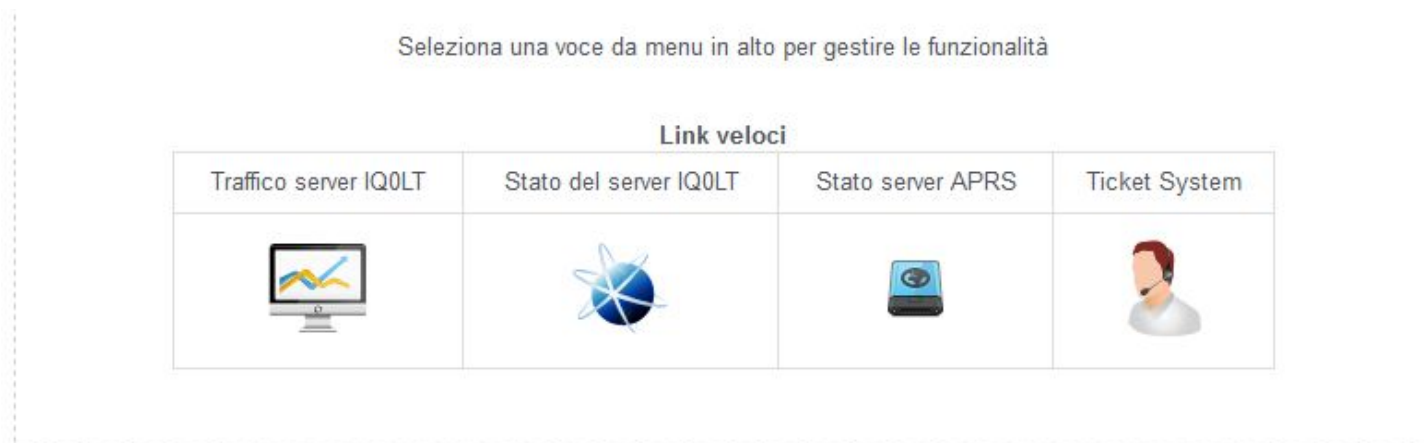 Seleziona una voce da menu in alto per gestire le funzionalità
Link veloci
Traffico server IQ0LT Stato del server IQ0LT Stato server APRS Ticket System